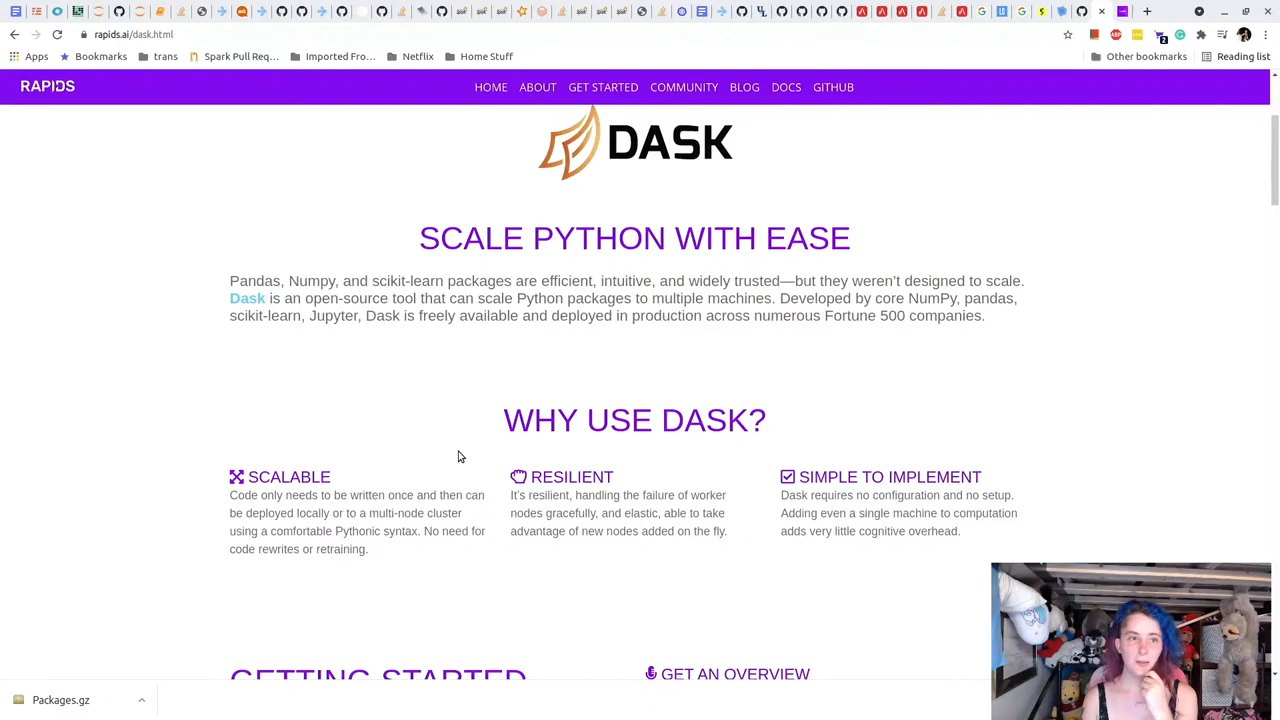 rapids.ai/dask.html
Apps Bookmarks trans Spark Pull Req... Imported Fro... Netflix Home Stuff Other bookmarks Reading list
RAPIDS HOME ABOUT GET STARTED COMMUNITY BLOG DOCS GITHUB
DASK
SCALE PYTHON WITH EASE
Pandas, Numpy, and scikit-learn packages are efficient, intuitive, and widely trusted—but they weren't designed to scale.
Dask is an open-source tool that can scale Python packages to multiple machines. Developed by core NumPy, pandas,
scikit-learn, Jupyter, Dask is freely available and deployed in production across numerous Fortune 500 companies.
WHY USE DASK?
SCALABLE
Code only needs to be written once and then can
be deployed locally or to a multi-node cluster
using a comfortable Pythonic syntax. No need for
code rewrites or retraining.
RESILIENT
It's resilient, handling the failure of worker
nodes gracefully, and elastic, able to take
advantage of new nodes added on the fly.
SIMPLE TO IMPLEMENT
Dask requires no configuration and no setup.
Adding even a single machine to computation
adds very little cognitive overhead.
GETTING STARTED
GET AN OVERVIEW
Packages.gz